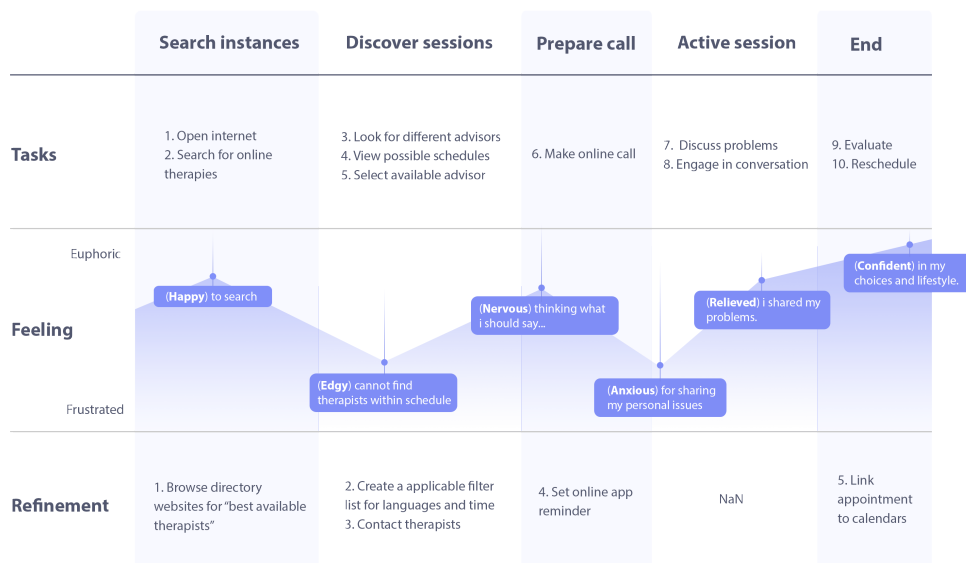 Search instances
Discover sessions
Prepare call
Active session
End
Tasks
1. Open internet
2. Search for online
therapies
3. Look for different advisors
4. View possible schedules
5. Select available advisor
6. Make online call
7. Discuss problems
8. Engage in conversation
9. Evaluate
10. Reschedule
Feeling
Euphoric
Frustrated
(Happy) to search
(Edgy) cannot find
therapists within schedule
(Nervous) thinking what
i should say...
(Anxious) for sharing
my personal issues
(Relieved) i shared my
problems.
(Confident) in my
choices and lifestyle.
Refinement
1. Browse directory
websites for “best available
therapists”
2. Create a applicable filter
list for languages and time
3. Contact therapists
4. Set online app
reminder
NaN
5. Link
appointment
to calendars